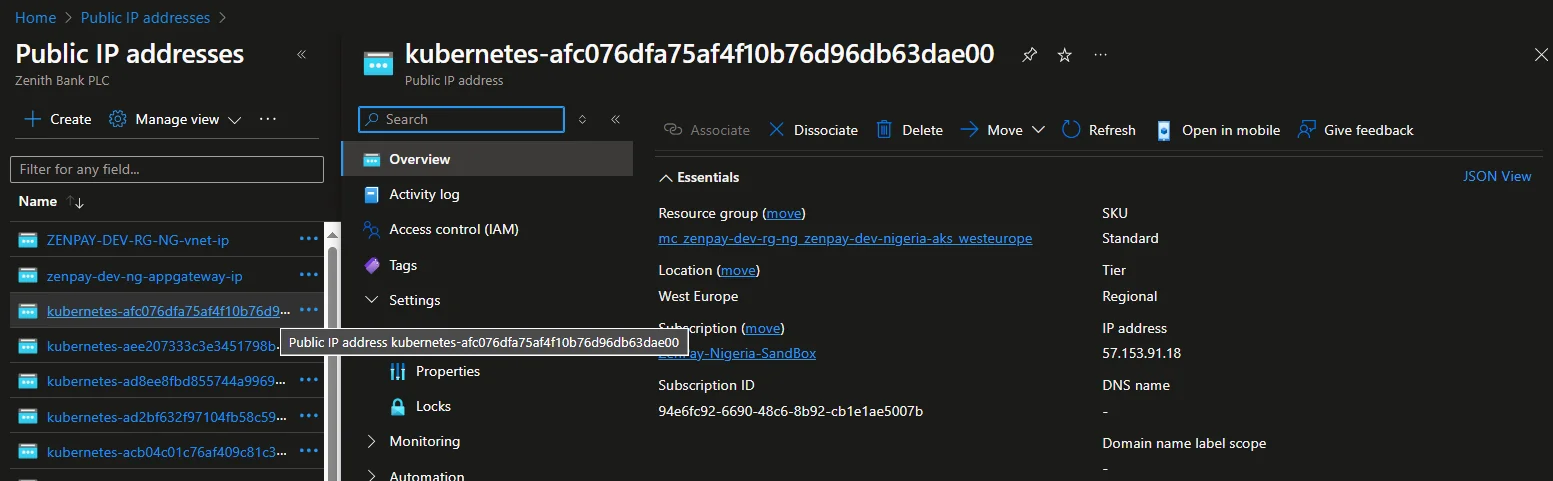 Home > Public IP addresses >
Public IP addresses
Zenith Bank PLC
Create Manage view
Filter for any field...
Name
ZENPAY-DEV-RG-NG-vnet-ip
zenpay-dev-ng-appgateway-ip
kubernetes-afc076dfa75af4f10b76d9...
kubernetes-aee207333c3e3451798b...
kubernetes-ad8ee8fbd855744a9969...
kubernetes-ad2bf632f97104fb58c59...
kubernetes-acb04c01c76af409c81c3...
kubernetes-afc076dfa75af4f10b76d96db63dae00
Public IP address
Search
Overview
Activity log
Access control (IAM)
Tags
Settings
Public IP address kubernetes-afc076dfa75af4f10b76d96db63dae00
Properties
Locks
Monitoring
Automation
Associate Dissociate Delete Move Refresh Open in mobile Give feedback
Essentials
JSON View
Resource group (move)
mc_zenpay-dev-rg-ng_zenpay-dev-nigeria-aks_westeurope
Location (move)
West Europe
Subscription (move)
Zenpay-Nigeria-SandBox
Subscription ID
94e6fc92-6690-48c6-8b92-cb1e1ae5007b
SKU
Standard
Tier
Regional
IP address
57.153.91.18
DNS name
-
Domain name label scope
-